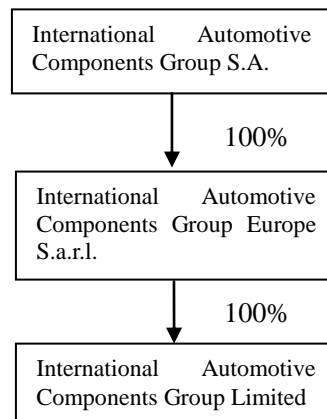 International Automotive
Components Group S.A.
100%
International Automotive
Components Group Europe
S.a.r.l.
100%
International Automotive
Components Group Limited